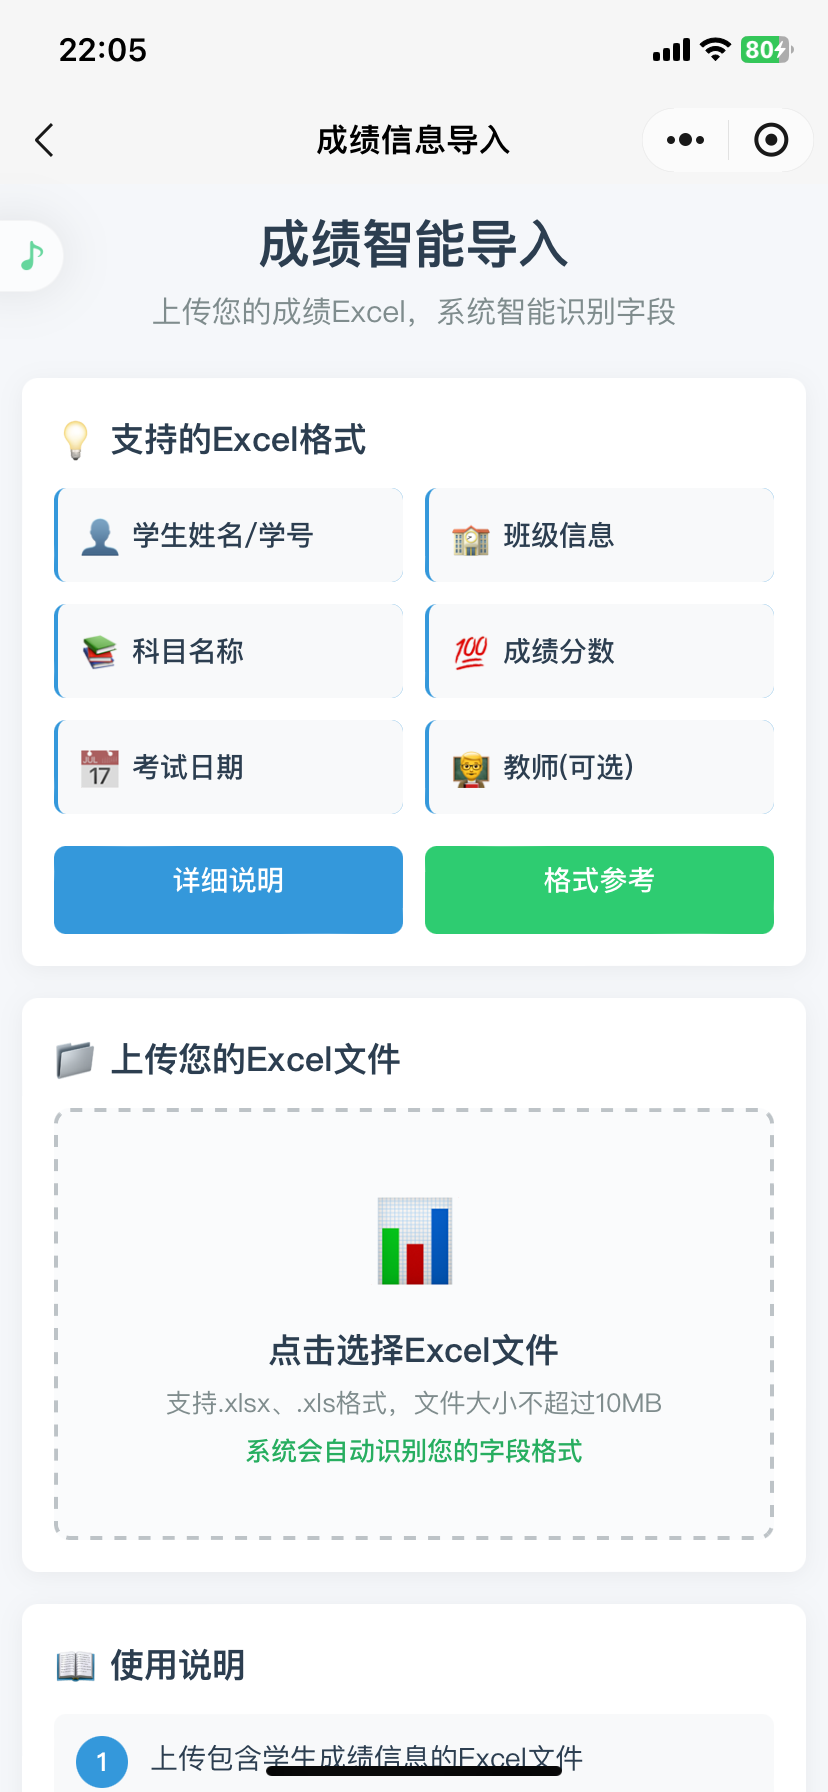 22:05
80
成绩信息导入
成绩智能导入
上传您的成绩Excel，系统智能识别字段
支持的Excel格式
学生姓名/学号
班级信息
科目名称
100
成绩分数
JUL
17
考试日期
教师(可选)
详细说明
格式参考
上传您的Excel文件
点击选择Excel文件
支持.xlsx、.xls格式，文件大小不超过10MB
系统会自动识别您的字段格式
使用说明
1
上传包含学生成绩信息的Excel文件